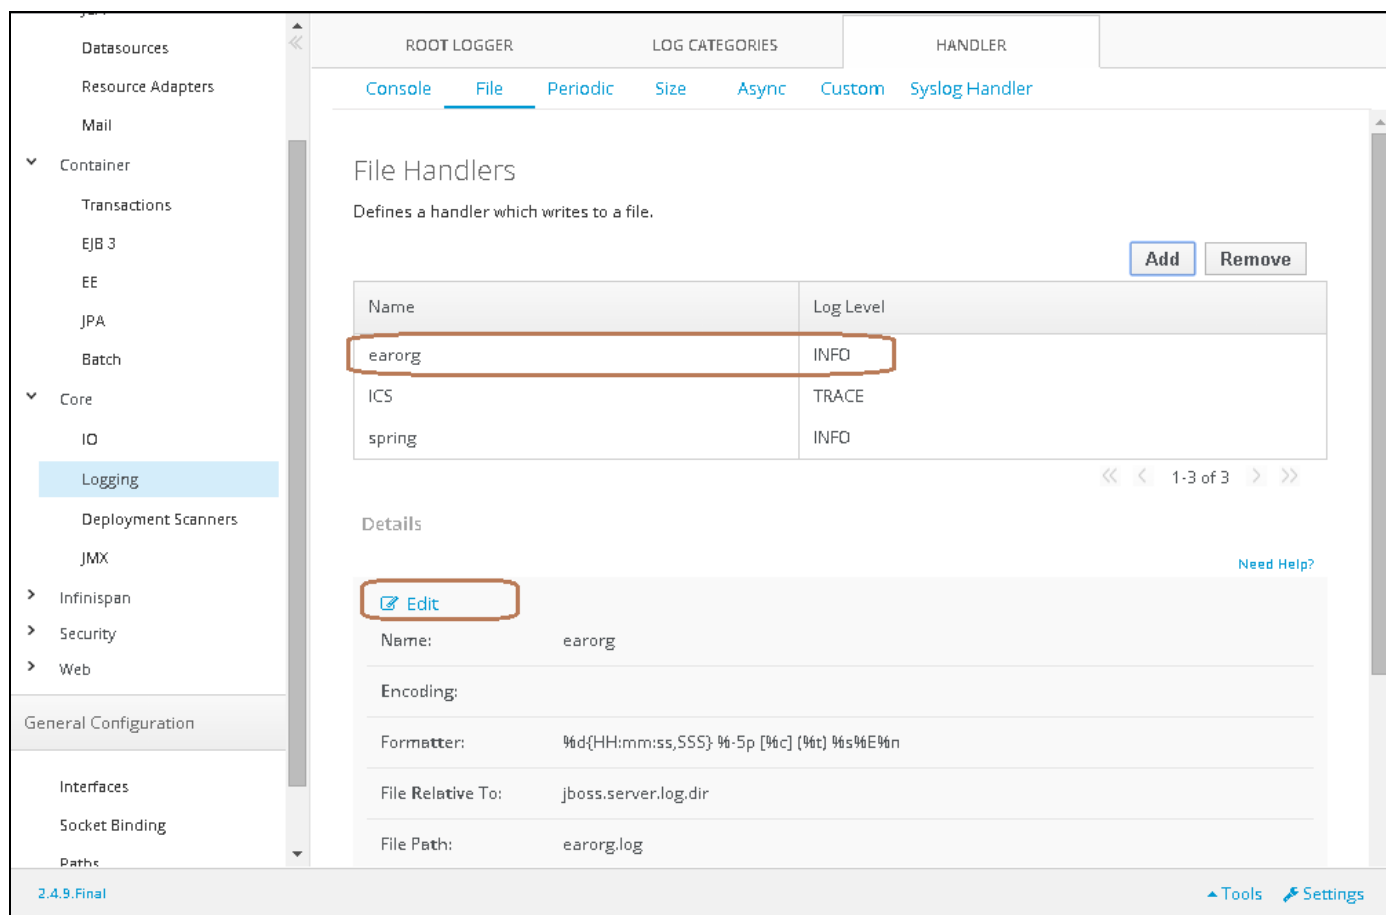 Datasources
Resource Adapters
Mail
Container
Transactions
EJB 3
EE
JPA
Batch
Core
IO
Logging
Deployment Scanners
JMX
Infinispan
Security
Web
General Configuration
Interfaces
Socket Binding
Paths
ROOT LOGGER LOG CATEGORIES HANDLER
Console File Periodic Size Async Custom Syslog Handler
File Handlers
Defines a handler which writes to a file.
Add Remove
Name Log Level
earorg INFO
ICS TRACE
spring INFO
1-3 of 3
Details
Need Help?
Edit
Name: earorg
Encoding:
Formatter: %d{HH:mm:ss,SSS} %-5p [%c] (%t) %s%E%n
File Relative To: jboss.server.log.dir
File Path: earorg.log
2.4.9.Final Tools Settings